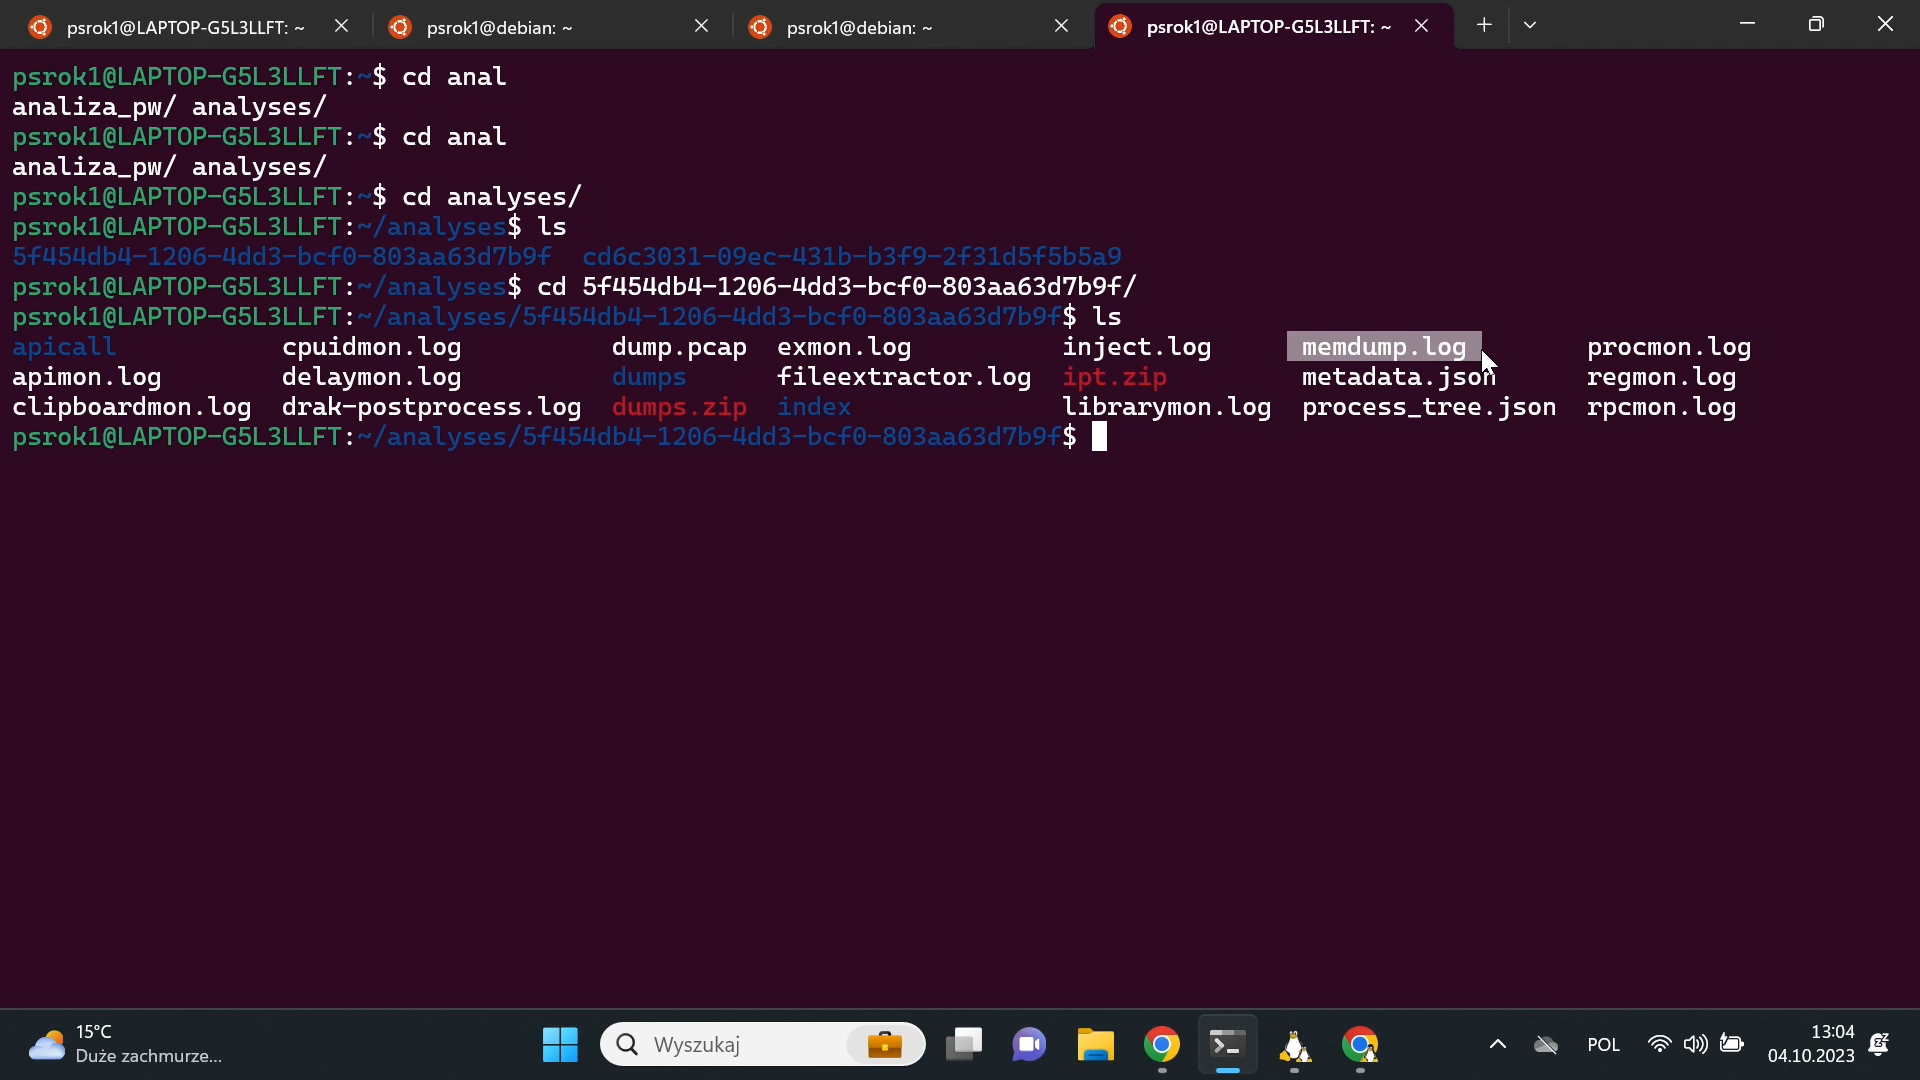 psrok1@LAPTOP-G5L3LLFT: ~ psrok1@debian: ~ psrok1@debian: ~ psrok1@LAPTOP-G5L3LLFT: ~
psrok1@LAPTOP-G5L3LLFT:~$ cd anal
analiza_pw/ analyses/
psrok1@LAPTOP-G5L3LLFT:~$ cd anal
analiza_pw/ analyses/
psrok1@LAPTOP-G5L3LLFT:~$ cd analyses/
psrok1@LAPTOP-G5L3LLFT:~/analyses$ ls
5f454db4-1206-4dd3-bcf0-803aa63d7b9f cd6c3031-09ec-431b-b3f9-2f31d5f5b5a9
psrok1@LAPTOP-G5L3LLFT:~/analyses$ cd 5f454db4-1206-4dd3-bcf0-803aa63d7b9f/
psrok1@LAPTOP-G5L3LLFT:~/analyses/5f454db4-1206-4dd3-bcf0-803aa63d7b9f$ ls
apicall cpuidmon.log dump.pcap exmon.log inject.log memdump.log procmon.log
apimon.log delaymon.log dumps fileextractor.log ipt.zip metadata.json regmon.log
clipboardmon.log drak-postprocess.log dumps.zip index librarymon.log process_tree.json rpcmon.log
psrok1@LAPTOP-G5L3LLFT:~/analyses/5f454db4-1206-4dd3-bcf0-803aa63d7b9f$
15°C
Duże zachmurze...
Wyszukaj
POL
13:04
04.10.2023